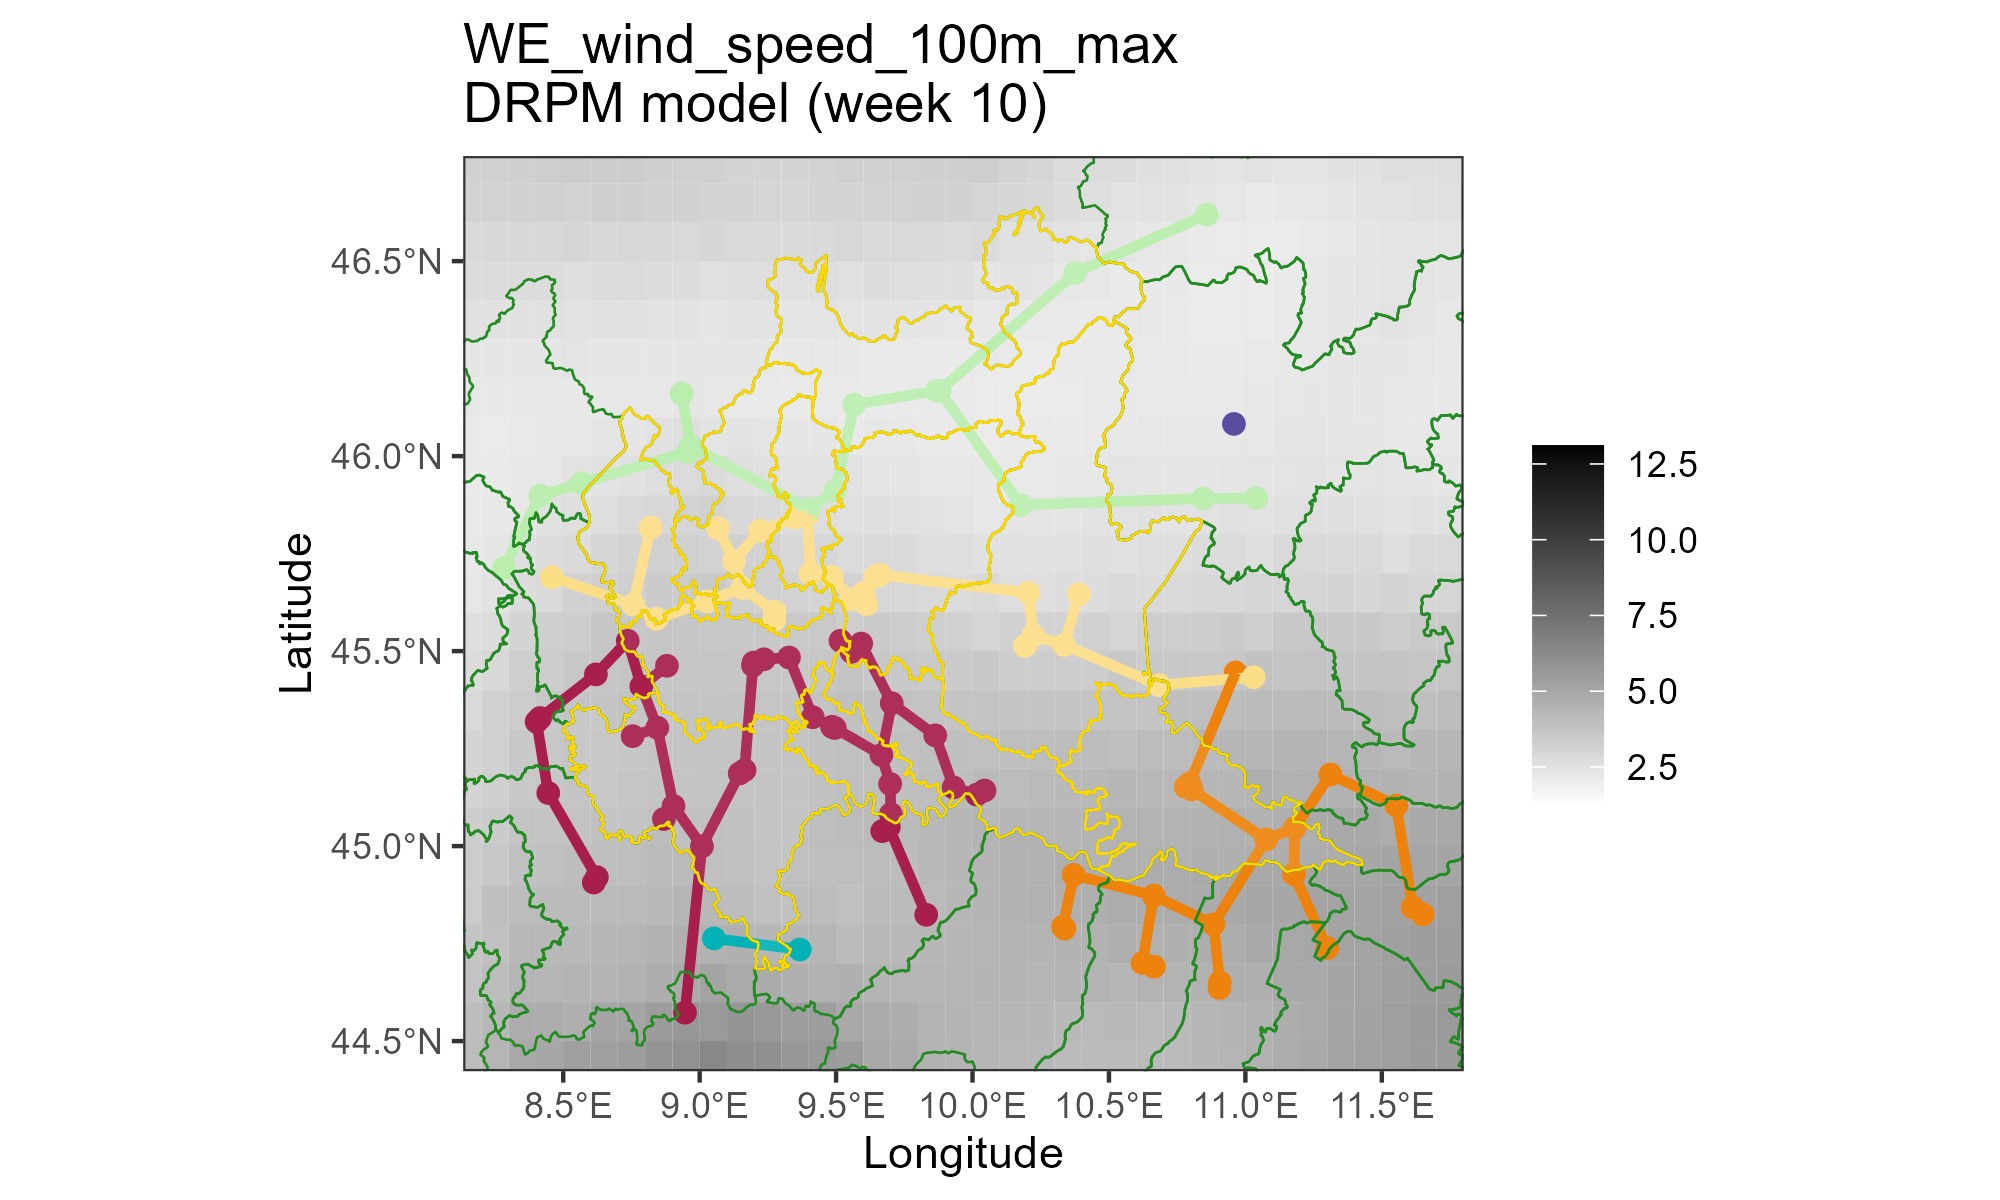 WE_wind_speed_100m_max
DRPM model (week 10)
46.5°N
46.0°N
45.5°N
45.0°N
44.5°N
Latitude
8.5°E
9.0°E
9.5°E
10.0°E
10.5°E
11.0°E
11.5°E
Longitude
12.5
10.0
7.5
5.0
2.5